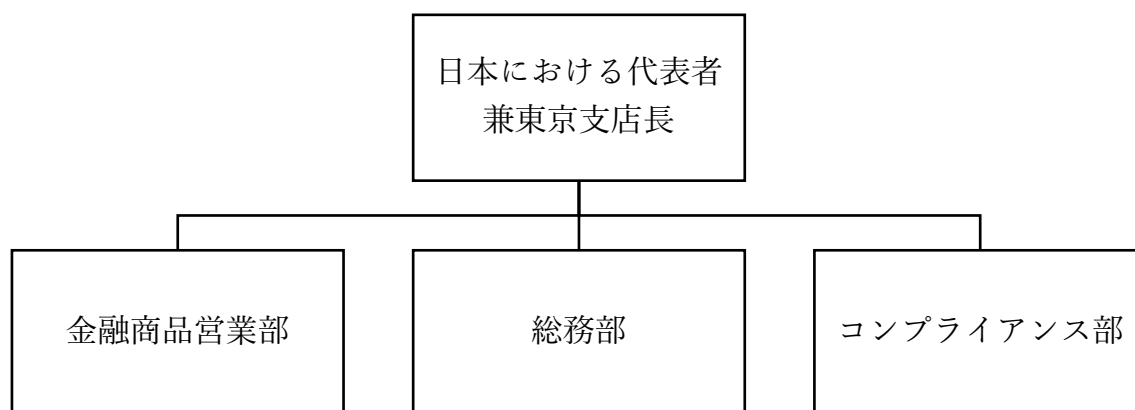 日本における代表者
兼東京支店長
金融商品営業部
総務部
コンプライアンス部